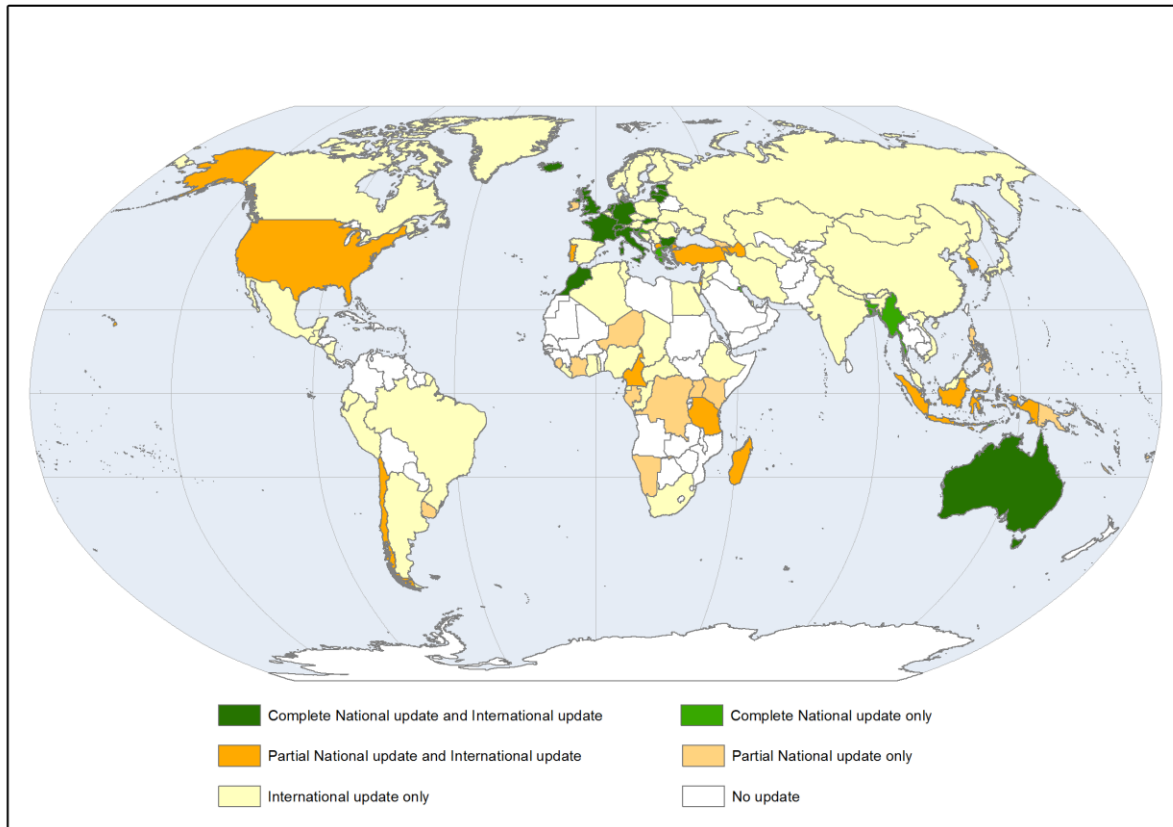 Complete National update and International update
Complete National update only
Partial National update and International update
Partial National update only
International update only
No update